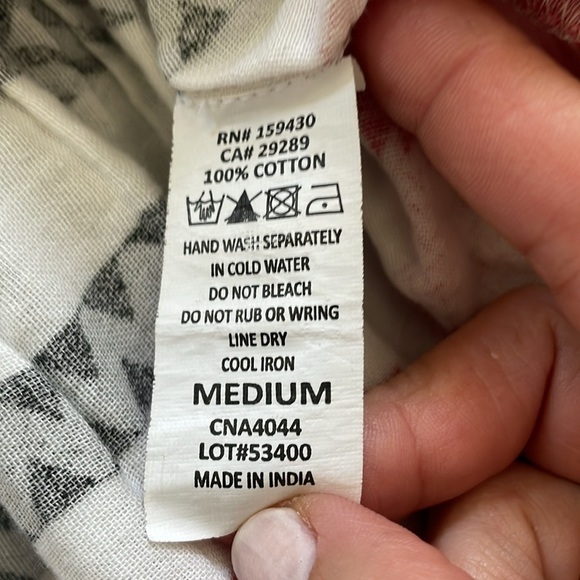 RN# 159430
CA# 29289
100% COTTON
HAND WASH SEPARATELY
IN COLD WATER
DO NOT BLEACH
DO NOT RUB OR WRING
LINE DRY
COOL IRON
MEDIUM
CNA4044
LOT#53400
MADE IN INDIA